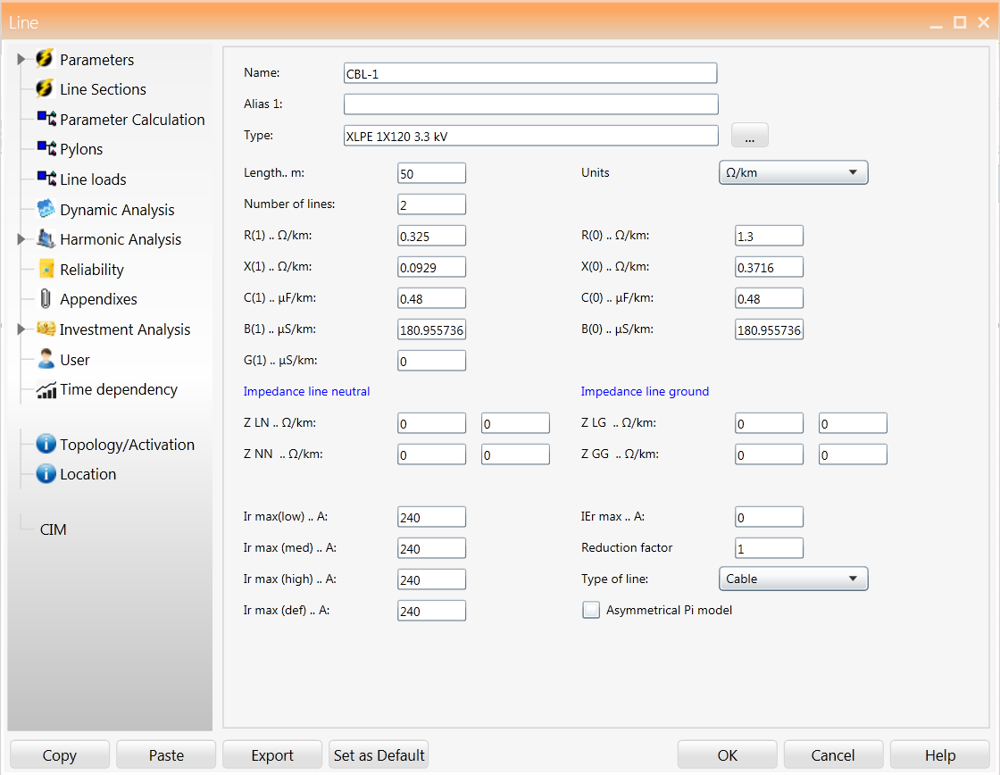 Line
Parameters
Line Sections
Parameter Calculation
Pylons
Line loads
Dynamic Analysis
Harmonic Analysis
Reliability
Appendixes
Investment Analysis
User
Time dependency
Topology/Activation
Location
CIM
Name: CBL-1
Alias 1:
Type: XLPE 1X120 3.3 kV ...
Length.. m: 50 Units Ω/km
Number of lines: 2
R(1) .. Ω/km: 0.325 R(0) .. Ω/km: 1.3
X(1) .. Ω/km: 0.0929 X(0) .. Ω/km: 0.3716
C(1) .. µF/km: 0.48 C(0) .. µF/km: 0.48
B(1) .. µS/km: 180.955736 B(0) .. µS/km: 180.955736
G(1) .. µS/km: 0
Impedance line neutral Impedance line ground
Z LN .. Ω/km: 0 0 Z LG .. Ω/km: 0 0
Z NN .. Ω/km: 0 0 Z GG .. Ω/km: 0 0
Ir max(low) .. A: 240 IEr max .. A: 0
Ir max (med) .. A: 240 Reduction factor 1
Ir max (high) .. A: 240 Type of line: Cable
Ir max (def) .. A: 240 Asymmetrical Pi model
Copy Paste Export Set as Default OK Cancel Help